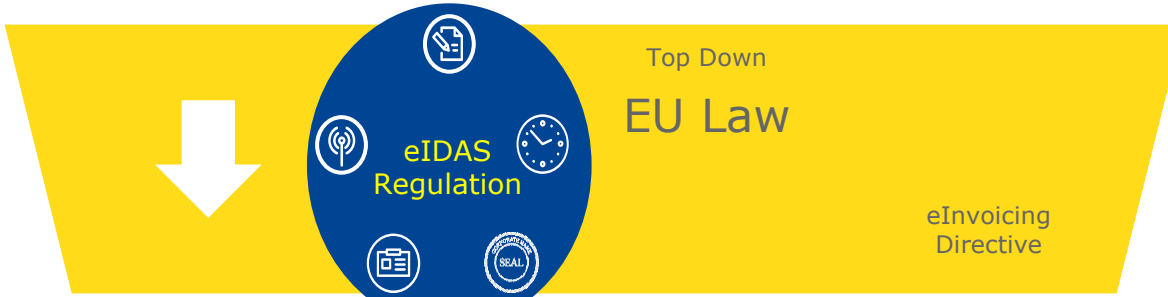 Top Down
EU Law
eIDAS
Regulation
SEAL
eInvoicing
Directive